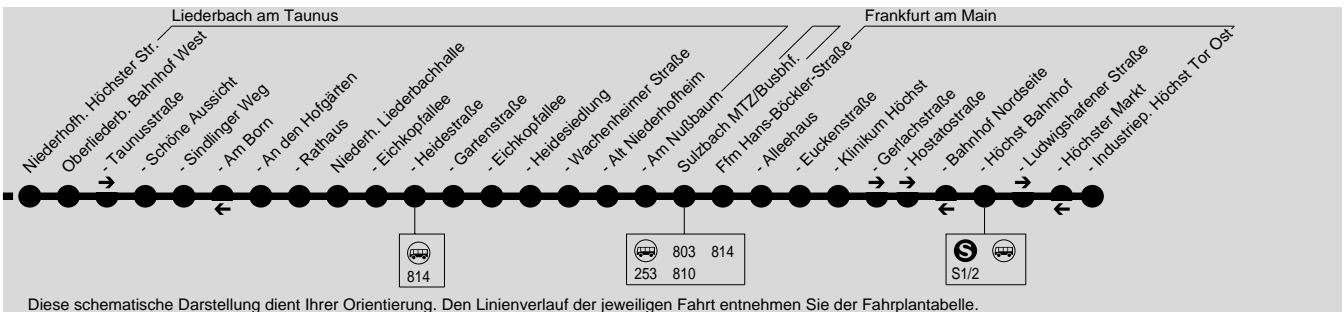 Liederbach am Taunus
Frankfurt am Main
Niederhofh. Höchster Str.
Oberliederb. Bahnhof West
- Taunusstraße
- Schöne Aussicht
- Sindlinger Weg
- Am Born
- An den Hofgärten
- Rathaus
Niederh. Liederbachhalle
- Eichkopfallee
- Heidestraße
- Gartenstraße
- Eichkopfallee
- Heidesiedlung
- Wachenheimer Straße
- Alt Niederhofheim
- Am Nußbaum
Sulzbach MTZ/Busbhf.
Ffm Hans-Böckler-Straße
- Alleehaus
- Euckenstraße
- Klinikum Höchst
- Gerlachstraße
- Hostatostraße
- Bahnhof Nordseite
- Höchst Bahnhof
- Ludwigshafener Straße
- Höchster Markt
- Industriep. Höchst Tor Ost
814
803 814
253 810
S
S1/2
Diese schematische Darstellung dient Ihrer Orientierung. Den Linienverlauf der jeweiligen Fahrt entnehmen Sie der Fahrplantabelle.